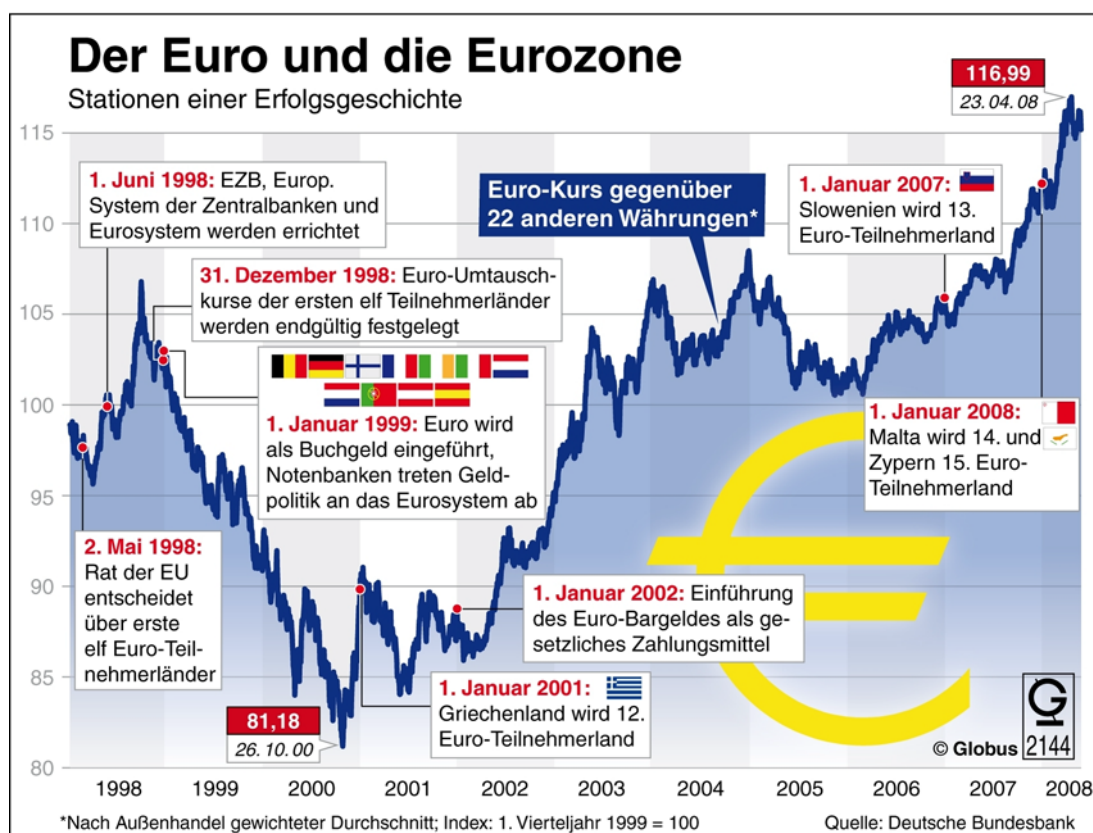 Der Euro und die Eurozone
Stationen einer Erfolgsgeschichte
116,99
23. 04. 08
115
110
105
100
95
90
85
80
1. Juni 1998: EZB, Europ.
System der Zentralbanken und
Eurosystem werden errichtet
31. Dezember 1998: Euro-Umtausch-
kurse der ersten elf Teilnehmerländer
werden endgültig festgelegt
1. Januar 1999: Euro wird
als Buchgeld eingeführt,
Notenbanken treten Geld-
politik an das Eurosystem ab
2. Mai 1998:
Rat der EU
entscheidet
über erste
elf Euro-Teil-
nehmerländer
81,18
26. 10. 00
Euro-Kurs gegenüber
22 anderen Währungen*
1. Januar 2007:
Slowenien wird 13.
Euro-Teilnehmerland
1. Januar 2008:
Malta wird 14. und
Zypern 15. Euro-
Teilnehmerland
1. Januar 2002: Einführung
des Euro-Bargeldes als ge-
setzliches Zahlungsmittel
1. Januar 2001:
Griechenland wird 12.
Euro-Teilnehmerland
€
© Globus
2144
1998 1999 2000 2001 2002 2003 2004 2005 2006 2007 2008
*Nach Außenhandel gewichteter Durchschnitt; Index: 1. Vierteljahr 1999 = 100
Quelle: Deutsche Bundesbank